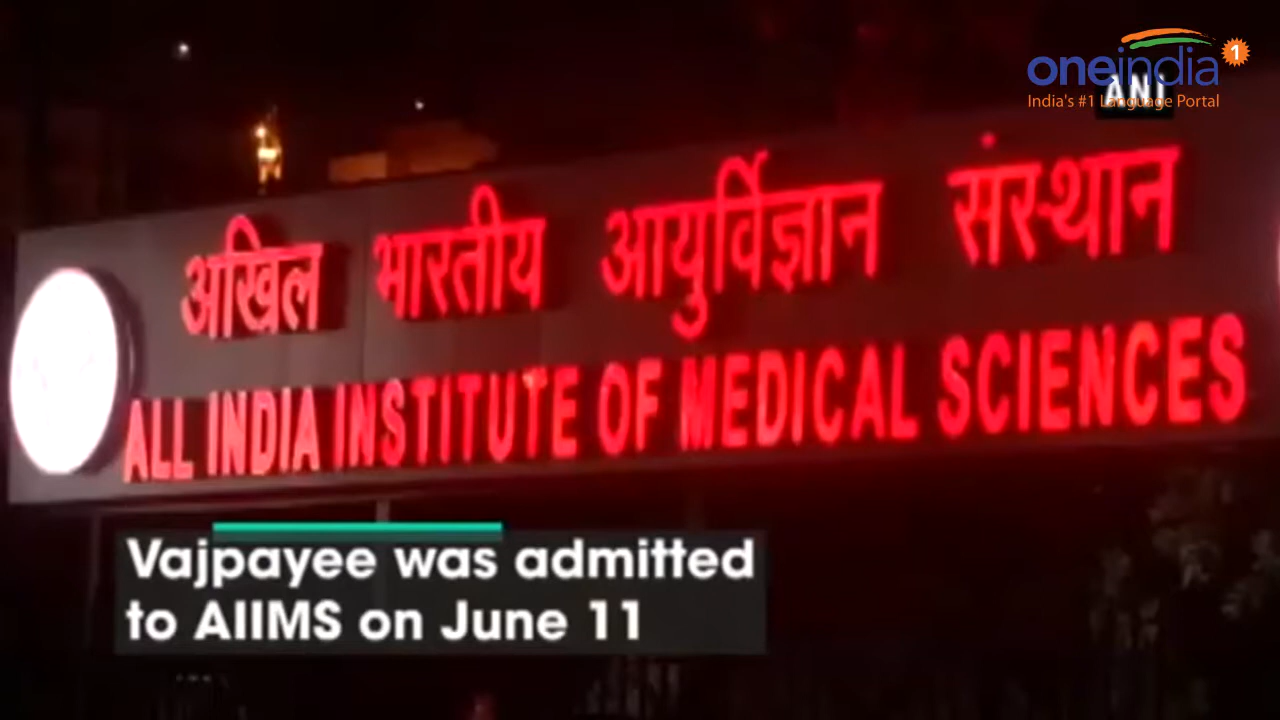 oneindia 1
ANI
India's #1 Language Portal
अखिल भारतीय आयुर्विज्ञान संस्थान
ALL INDIA INSTITUTE OF MEDICAL SCIENCES
Vajpayee was admitted
to AIIMS on June 11